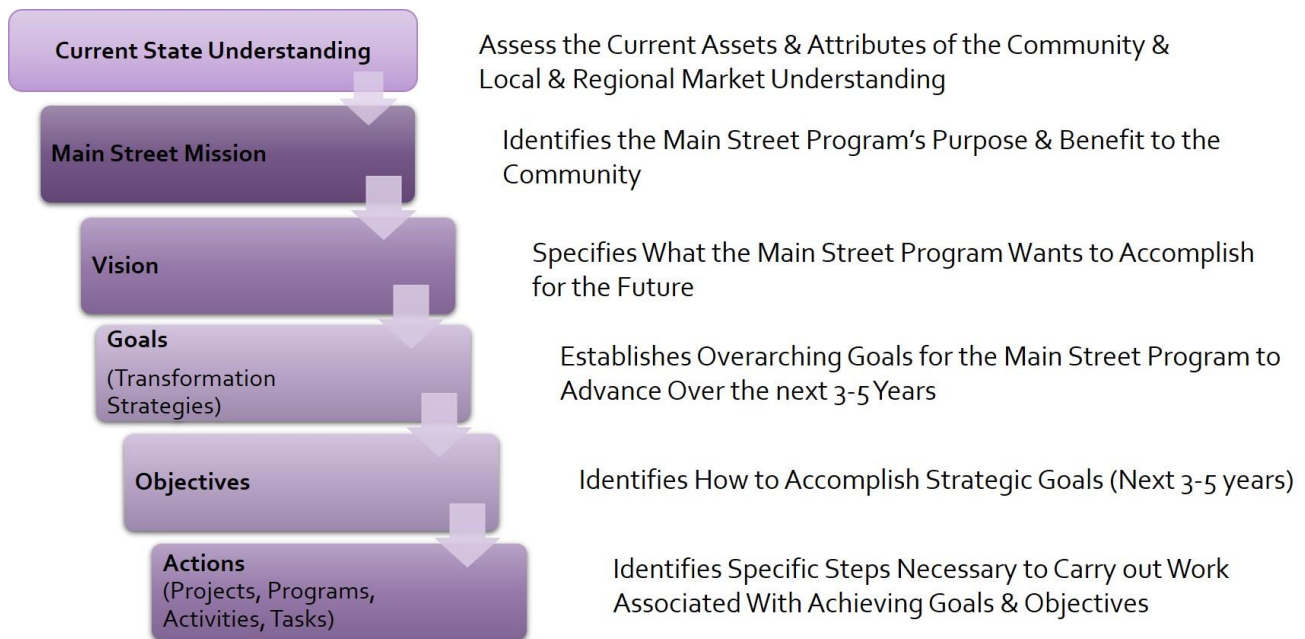 Current State Understanding
Assess the Current Assets & Attributes of the Community &
Local & Regional Market Understanding
Main Street Mission
Identifies the Main Street Program's Purpose & Benefit to the
Community
Vision
Specifies What the Main Street Program Wants to Accomplish
for the Future
Goals
(Transformation
Strategies)
Establishes Overarching Goals for the Main Street Program to
Advance Over the next 3-5 Years
Objectives
Identifies How to Accomplish Strategic Goals (Next 3-5 years)
Actions
(Projects, Programs,
Activities, Tasks)
Identifies Specific Steps Necessary to Carry out Work
Associated With Achieving Goals & Objectives